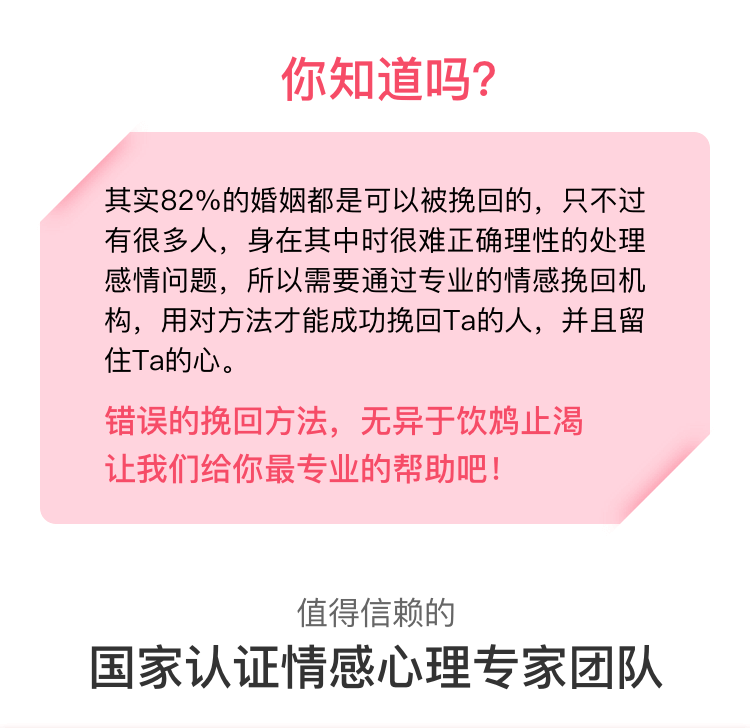 你知道吗?
其实82%的婚姻都是可以被挽回的，只不过
有很多人，身在其中时很难正确理性的处理
感情问题，所以需要通过专业的情感挽回机
构，用对方法才能成功挽回Ta的人，并且留
住Ta的心。
错误的挽回方法，无异于饮鸩止渴
让我们给你最专业的帮助吧！
值得信赖的
国家认证情感心理专家团队